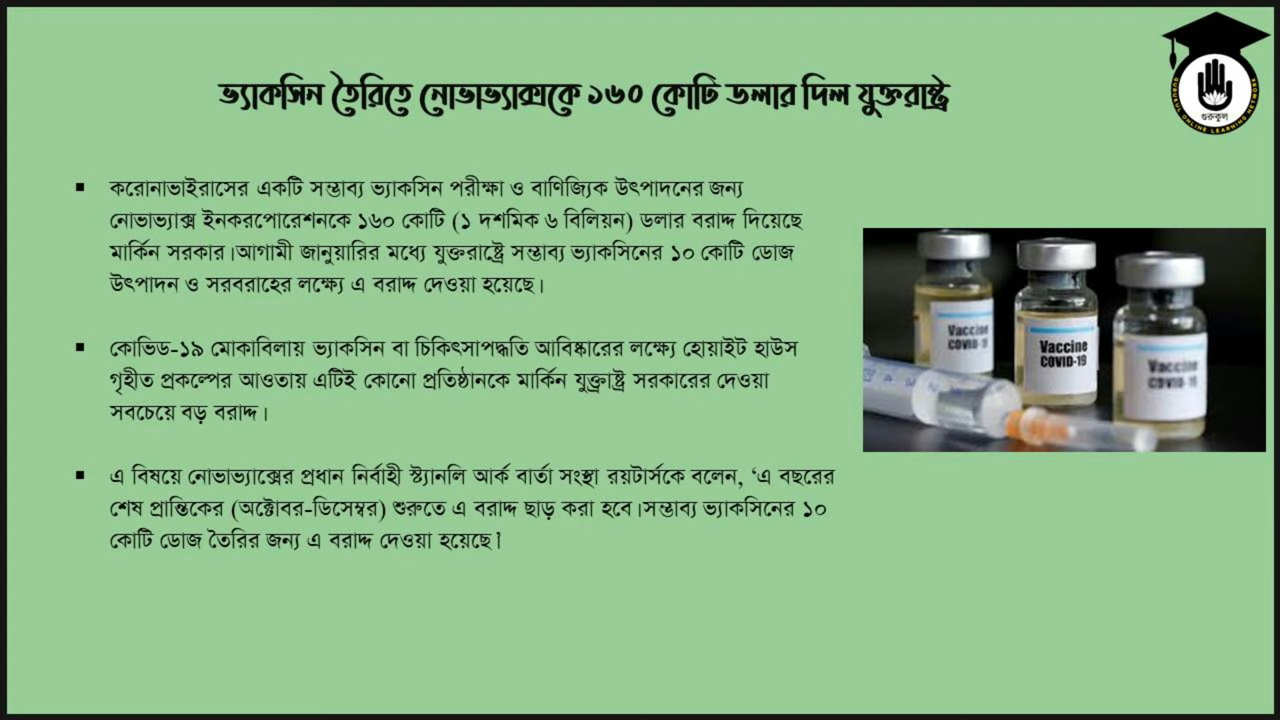 ভ্যাকসিন তৈরিতে নোভাভ্যাক্সকে ১৬০ কোটি ডলার দিল যুক্তরাষ্ট্র
GURUKUL ONLINE LEARNING NETWORK
গুরুকুল
▪ করোনাভাইরাসের একটি সম্ভাব্য ভ্যাকসিন পরীক্ষা ও বাণিজ্যিক উৎপাদনের জন্য
নোভাভ্যাক্স ইনকরপোরেশনকে ১৬০ কোটি (১ দশমিক ৬ বিলিয়ন) ডলার বরাদ্দ দিয়েছে
মার্কিন সরকার।আগামী জানুয়ারির মধ্যে যুক্তরাষ্ট্রে সম্ভাব্য ভ্যাকসিনের ১০ কোটি ডোজ
উৎপাদন ও সরবরাহের লক্ষ্যে এ বরাদ্দ দেওয়া হয়েছে।
▪ কোভিড-১৯ মোকাবিলায় ভ্যাকসিন বা চিকিৎসাপদ্ধতি আবিষ্কারের লক্ষ্যে হোয়াইট হাউস
গৃহীত প্রকল্পের আওতায় এটিই কোনো প্রতিষ্ঠানকে মার্কিন যুক্ত্রাষ্ট্র সরকারের দেওয়া
সবচেয়ে বড় বরাদ্দ।
▪ এ বিষয়ে নোভাভ্যাক্সের প্রধান নির্বাহী স্ট্যানলি আর্ক বার্তা সংস্থা রয়টার্সকে বলেন, ‘এ বছরের
শেষ প্রান্তিকের (অক্টোবর-ডিসেম্বর) শুরুতে এ বরাদ্দ ছাড় করা হবে।সম্ভাব্য ভ্যাকসিনের ১০
কোটি ডোজ তৈরির জন্য এ বরাদ্দ দেওয়া হয়েছে।’
Vaccine
COVID-19
Vaccine
COVID-19
Vaccine
COVID-19